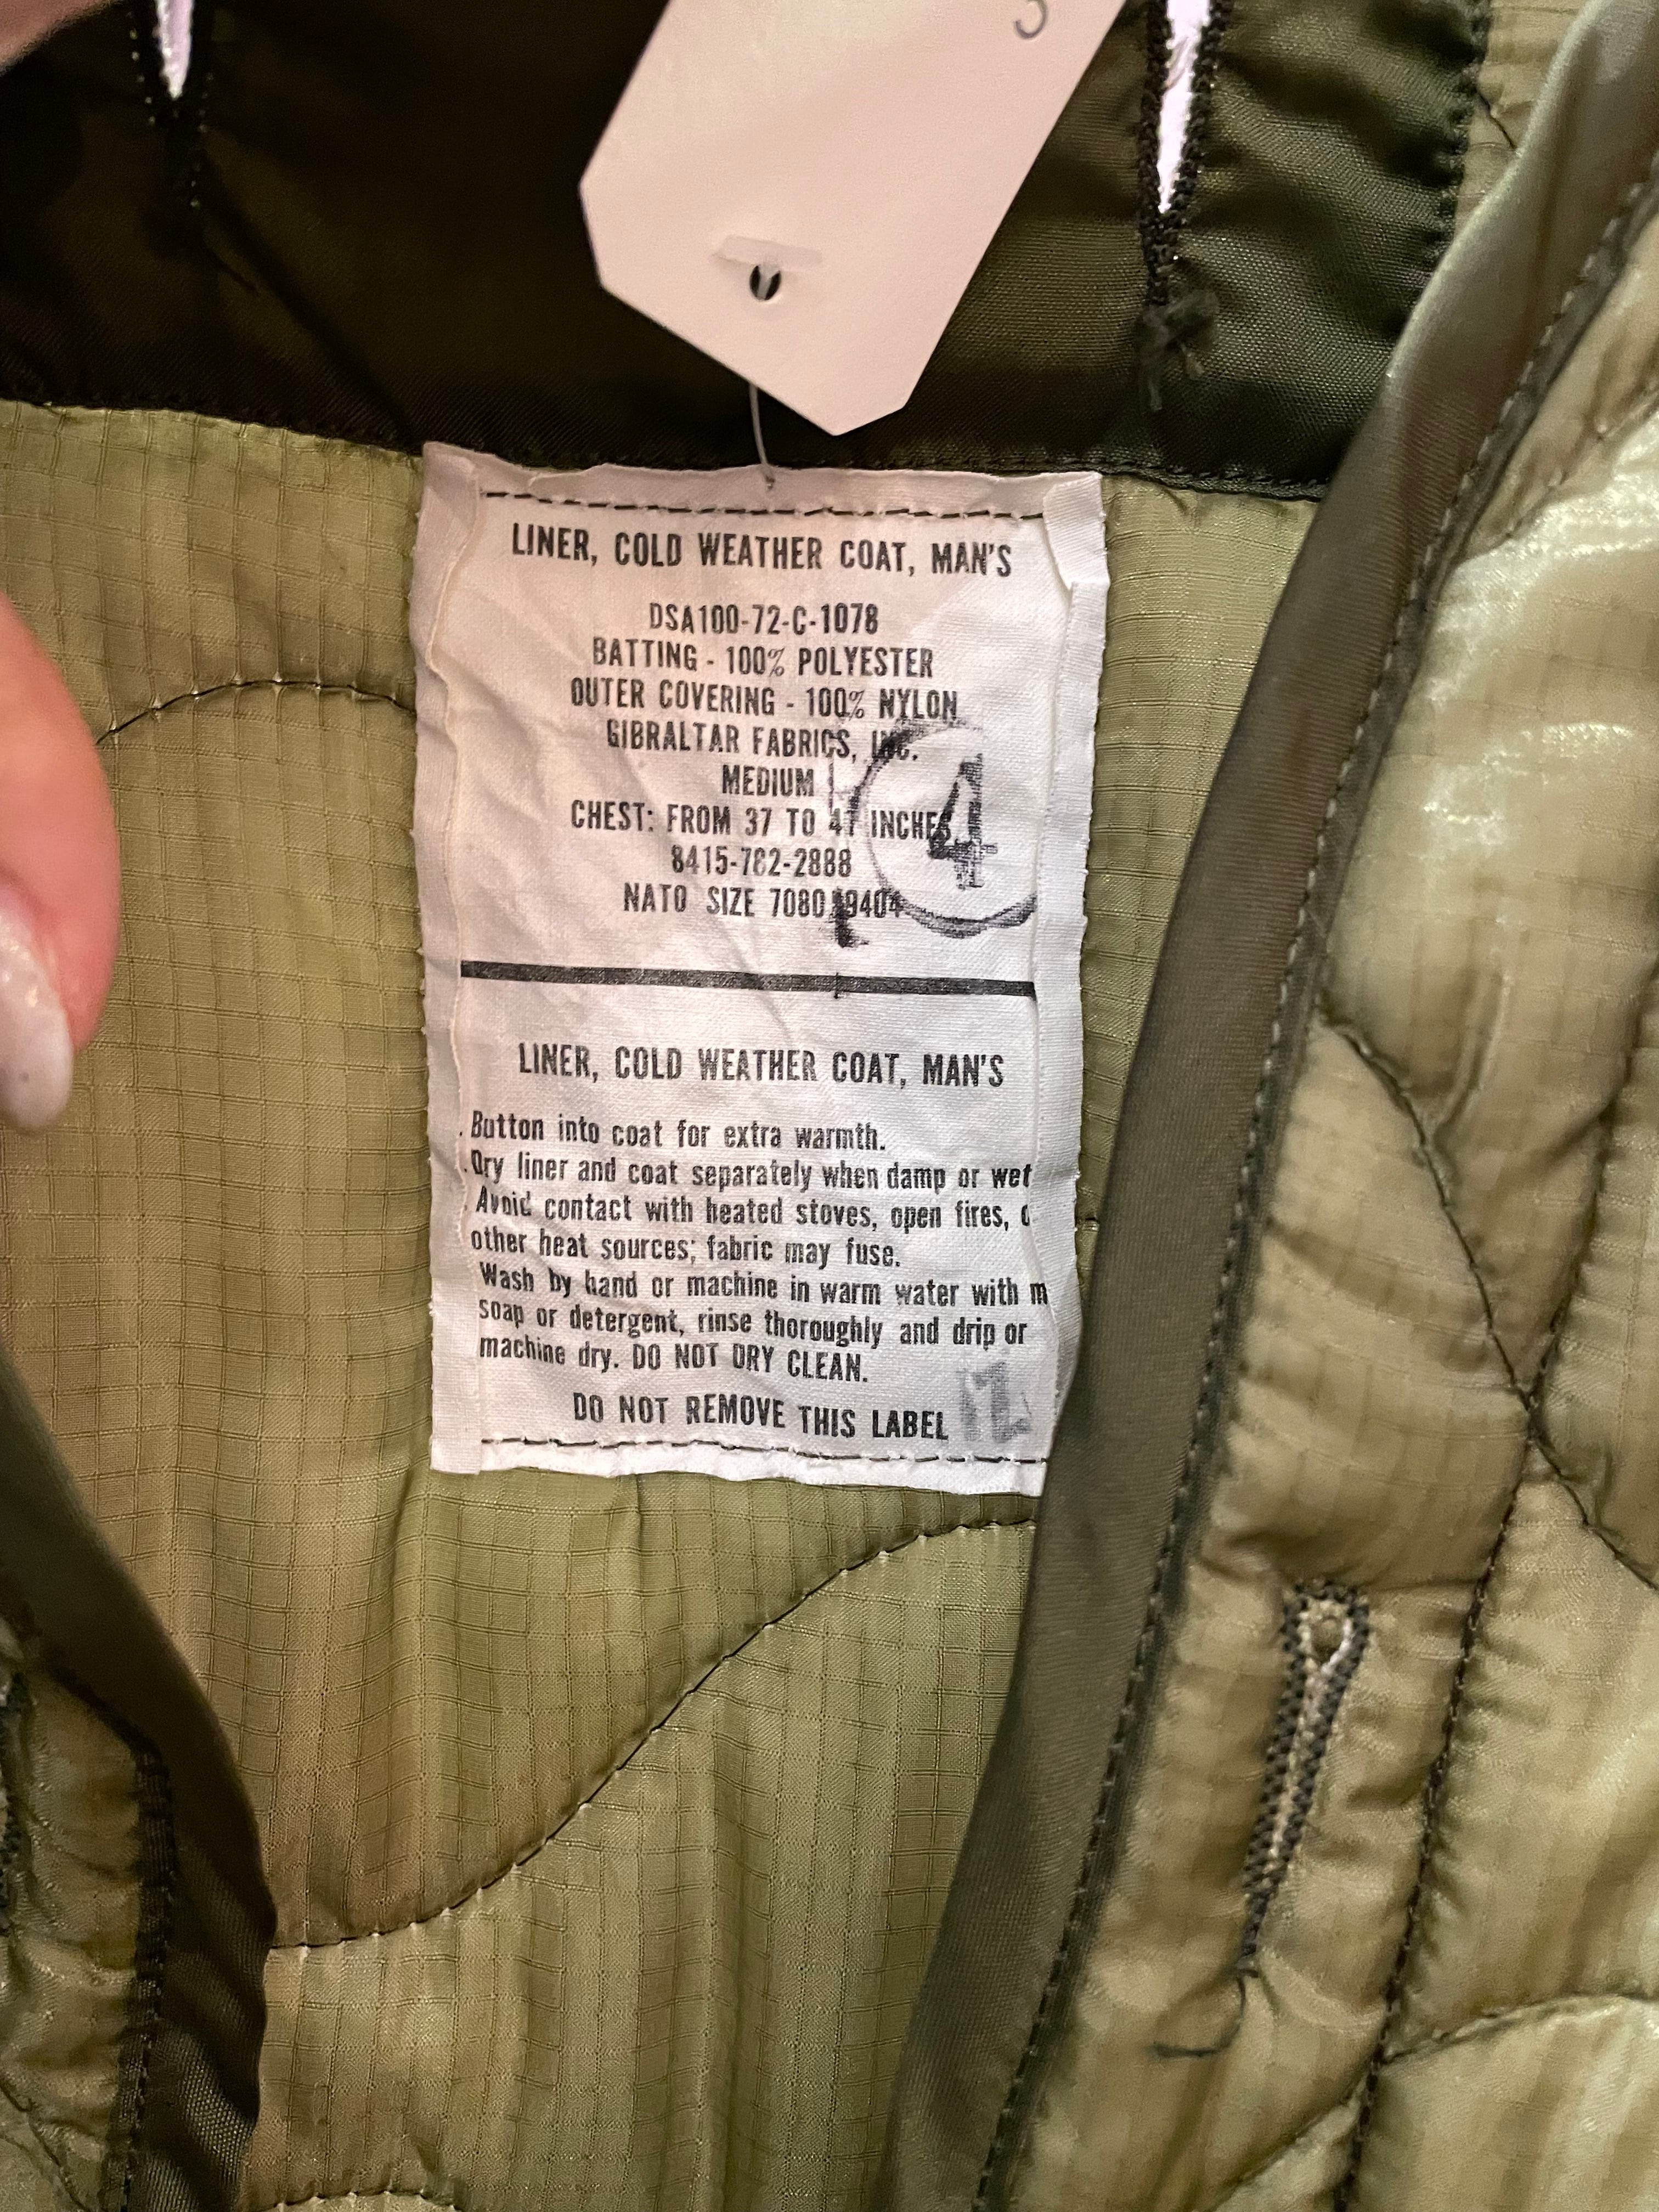 3
LINER, COLD WEATHER COAT, MAN'S
DSA100-72-C-1078
BATTING - 100% POLYESTER
OUTER COVERING - 100% NYLON
GIBRALTAR FABRICS, INC.
MEDIUM
CHEST: FROM 37 TO 41 INCHES
4
8415-782-2888
NATO SIZE 7080 9404
LINER, COLD WEATHER COAT, MAN'S
. Button into coat for extra warmth.
. Dry liner and coat separately when damp or wet
. Avoid contact with heated stoves, open fires,
other heat sources; fabric may fuse.
Wash by hand or machine in warm water with m
soap or detergent, rinse thoroughly and drip or
machine dry. DO NOT DRY CLEAN.
DO NOT REMOVE THIS LABEL
12